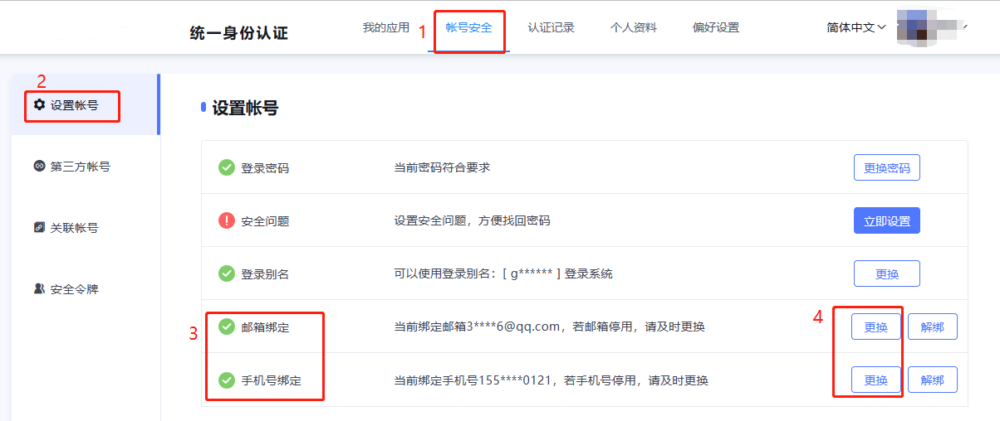 统一身份认证
我的应用
1
帐号安全
认证记录
个人资料
偏好设置
简体中文
2
设置帐号
第三方帐号
关联帐号
安全令牌
设置帐号
登录密码 当前密码符合要求 更换密码
安全问题 设置安全问题，方便找回密码 立即设置
登录别名 可以使用登录别名：[ g****** ] 登录系统 更换
3
邮箱绑定 当前绑定邮箱3****6@qq.com，若邮箱停用，请及时更换
4
更换 解绑
手机号绑定 当前绑定手机号155****0121，若手机号停用，请及时更换 更换 解绑